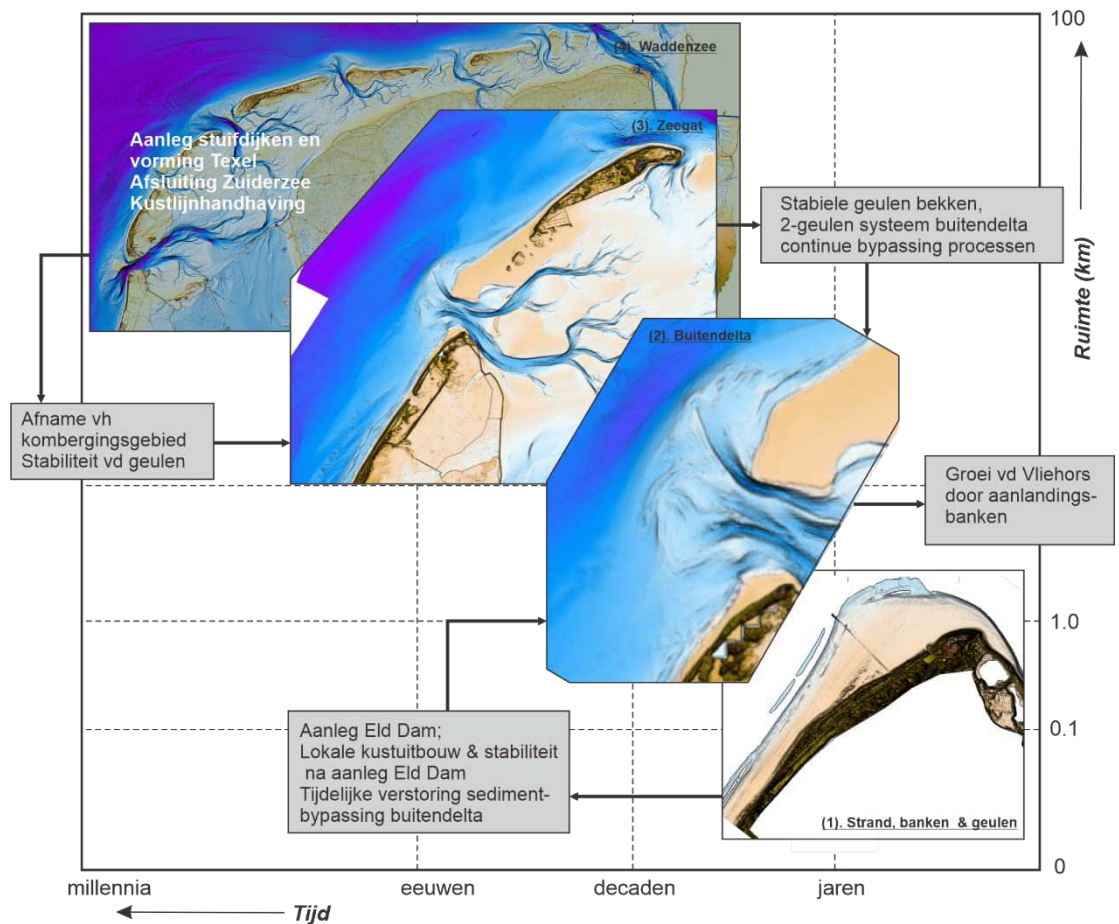 100
(4). Waddenzee
(3). Zeegat
Aanleg stuifdijken en
vorming Texel
Afsluiting Zuiderzee
Kustlijnhandhaving
Stabiele geulen bekken,
2-geulen systeem buitendelta
continue bypassing processen
Ruimte (km)
(2). Buitendelta
Afname vh
kombergingsgebied
Stabiliteit vd geulen
Groei vd Vliehors
door aanlandings-
banken
1.0
0.1
Aanleg Eld Dam;
Lokale kustuitbouw & stabiliteit
na aanleg Eld Dam
Tijdelijke verstoring sediment-
bypassing buitendelta
(1). Strand, banken & geulen
0
millennia
eeuwen
decaden
jaren
Tijd